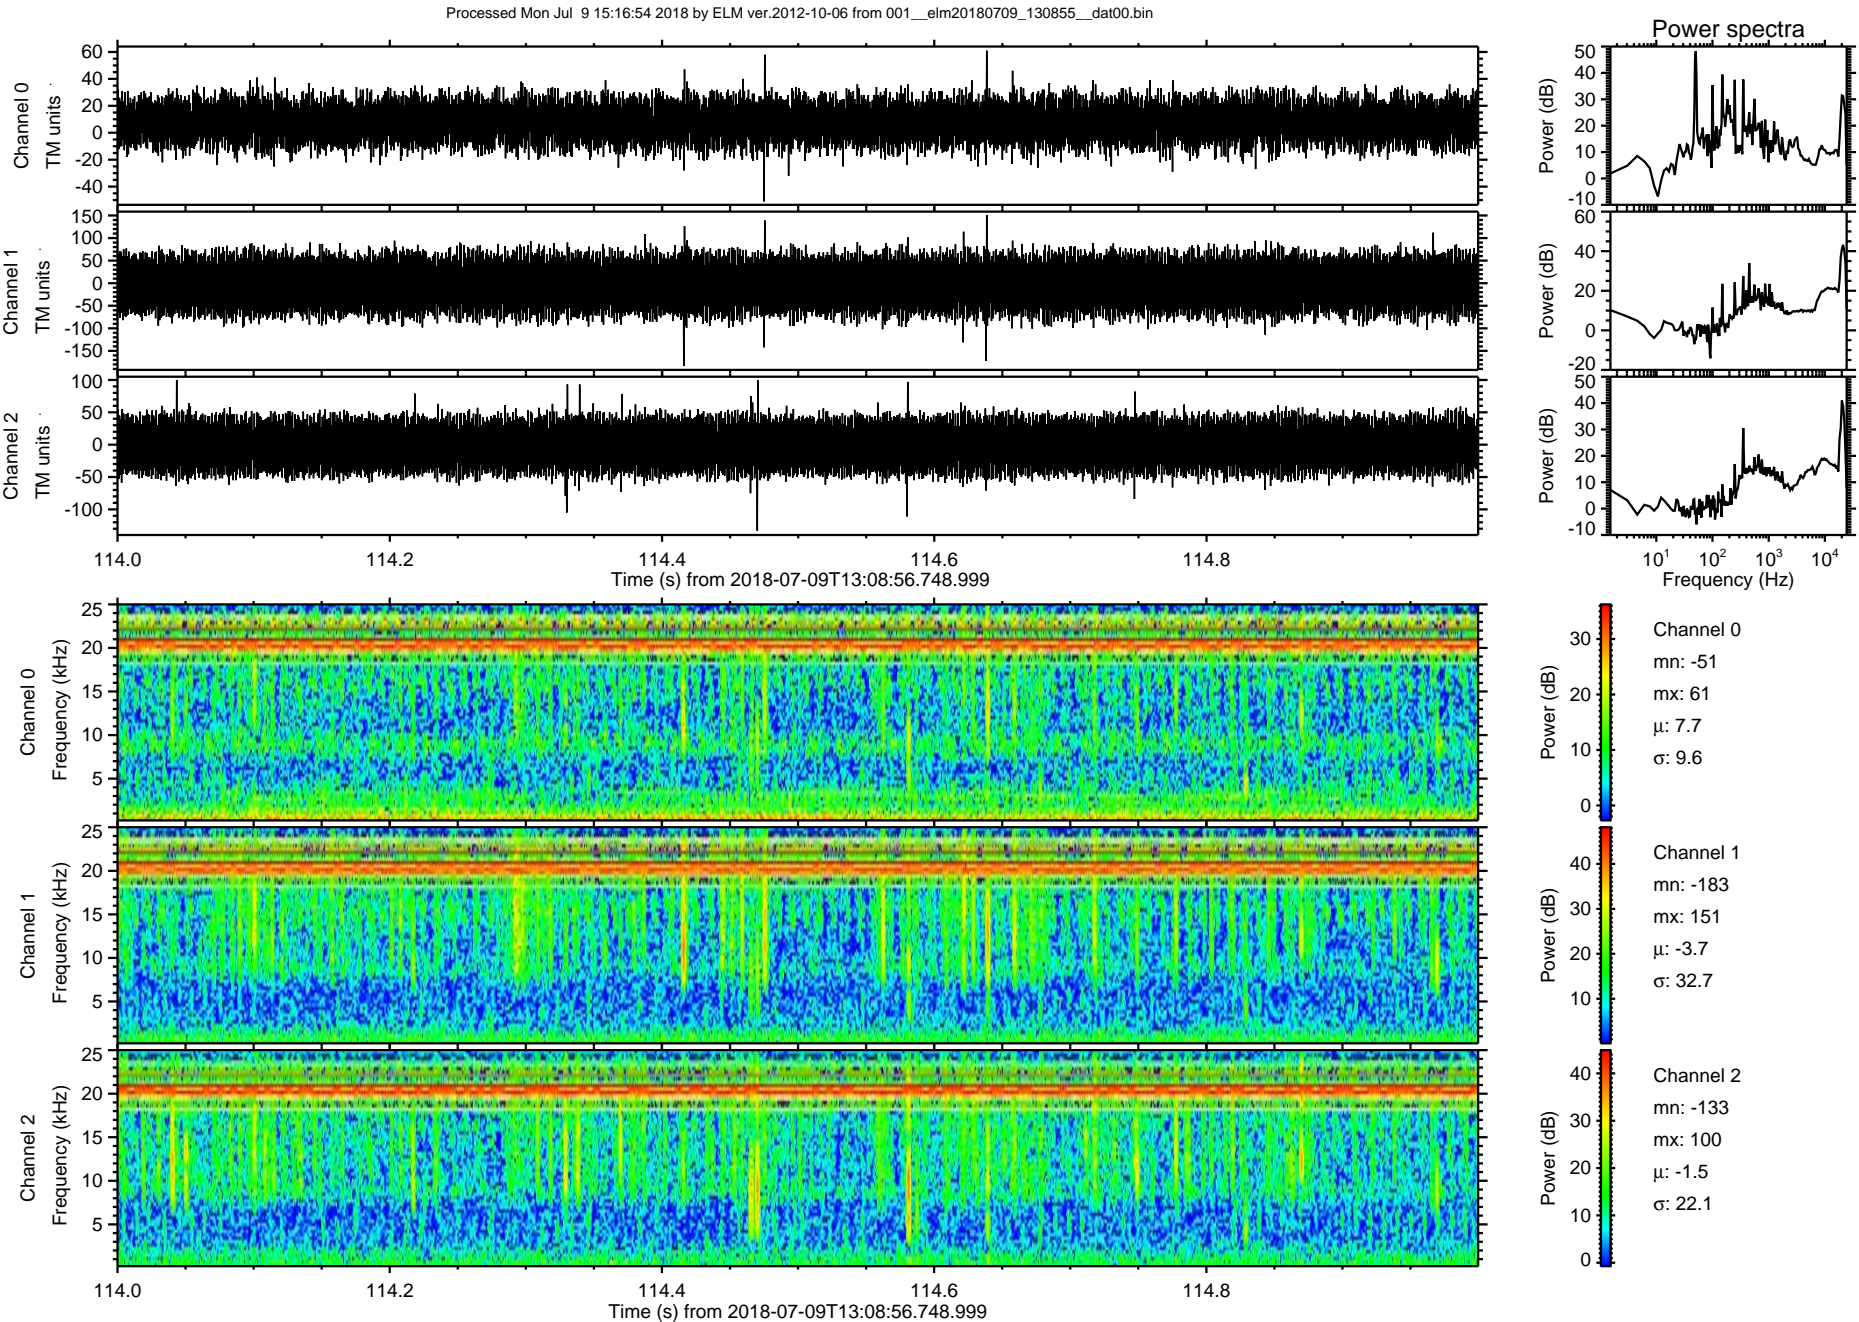 Processed Mon Jul 9 15:16:54 2018 by ELM ver.2012-10-06 from 001__elm20180709_130855__dat00.bin
Power spectra
Channel 0
TM units
60
40
20
0
-20
-40
Power (dB)
50
40
30
20
10
0
-10
Channel 1
TM units
150
100
50
0
-50
-100
-150
Power (dB)
60
40
20
0
-20
Channel 2
TM units
100
50
0
-50
-100
Power (dB)
50
40
30
20
10
0
-10
114.0 114.2 114.4 114.6 114.8
Time (s) from 2018-07-09T13:08:56.748.999
10¹ 10² 10³ 10⁴
Frequency (Hz)
Channel 0
Frequency (kHz)
25
20
15
10
5
Power (dB)
30
20
10
0
Channel 0
mn: -51
mx: 61
μ: 7.7
σ: 9.6
Channel 1
Frequency (kHz)
25
20
15
10
5
Power (dB)
40
30
20
10
Channel 1
mn: -183
mx: 151
μ: -3.7
σ: 32.7
Channel 2
Frequency (kHz)
25
20
15
10
5
Power (dB)
40
30
20
10
0
Channel 2
mn: -133
mx: 100
μ: -1.5
σ: 22.1
114.0 114.2 114.4 114.6 114.8
Time (s) from 2018-07-09T13:08:56.748.999